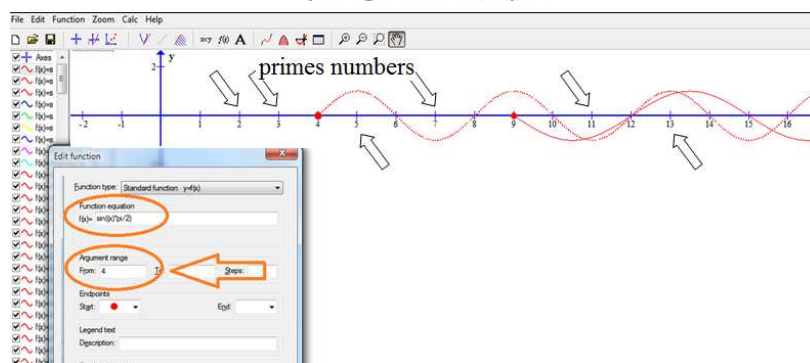 File Edit Function Zoom Calc Help
Axes
f(x)=s
f(x)=s
f(x)=s
f(x)=s
f(x)=s
f(x)=s
f(x)=s
y
2
primes numbers
-2 -1 1 2 3 4 5 6 7 8 9 10 11 12 13 14 15 16
Edit function
Function type: Standard function y=f(x)
Function equation
f(x)= sin((x)*pi/2)
Argument range
From: 4 Steps:
Endpoints
Start: End:
Legend text
Description: